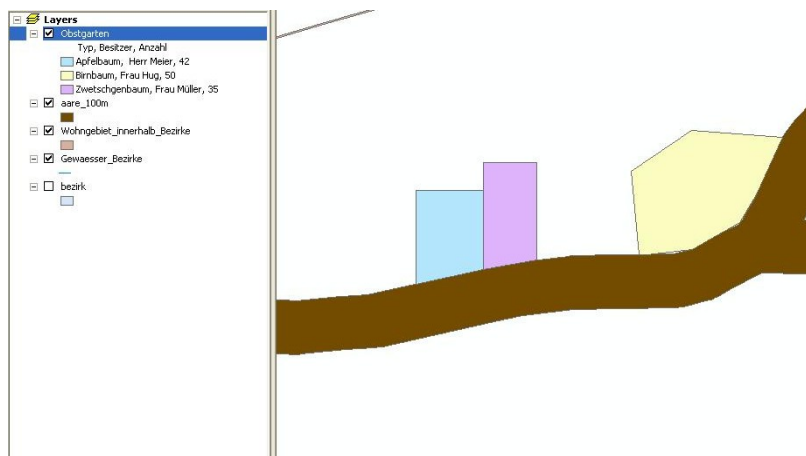 Layers
Obstgarten
Typ, Besitzer, Anzahl
Apfelbaum, Herr Meier, 42
Birnbaum, Frau Hug, 50
Zwetschgenbaum, Frau Müller, 35
aare_100m
Wohngebiet_innerhalb_Bezirke
Gewaesser_Bezirke
bezirk